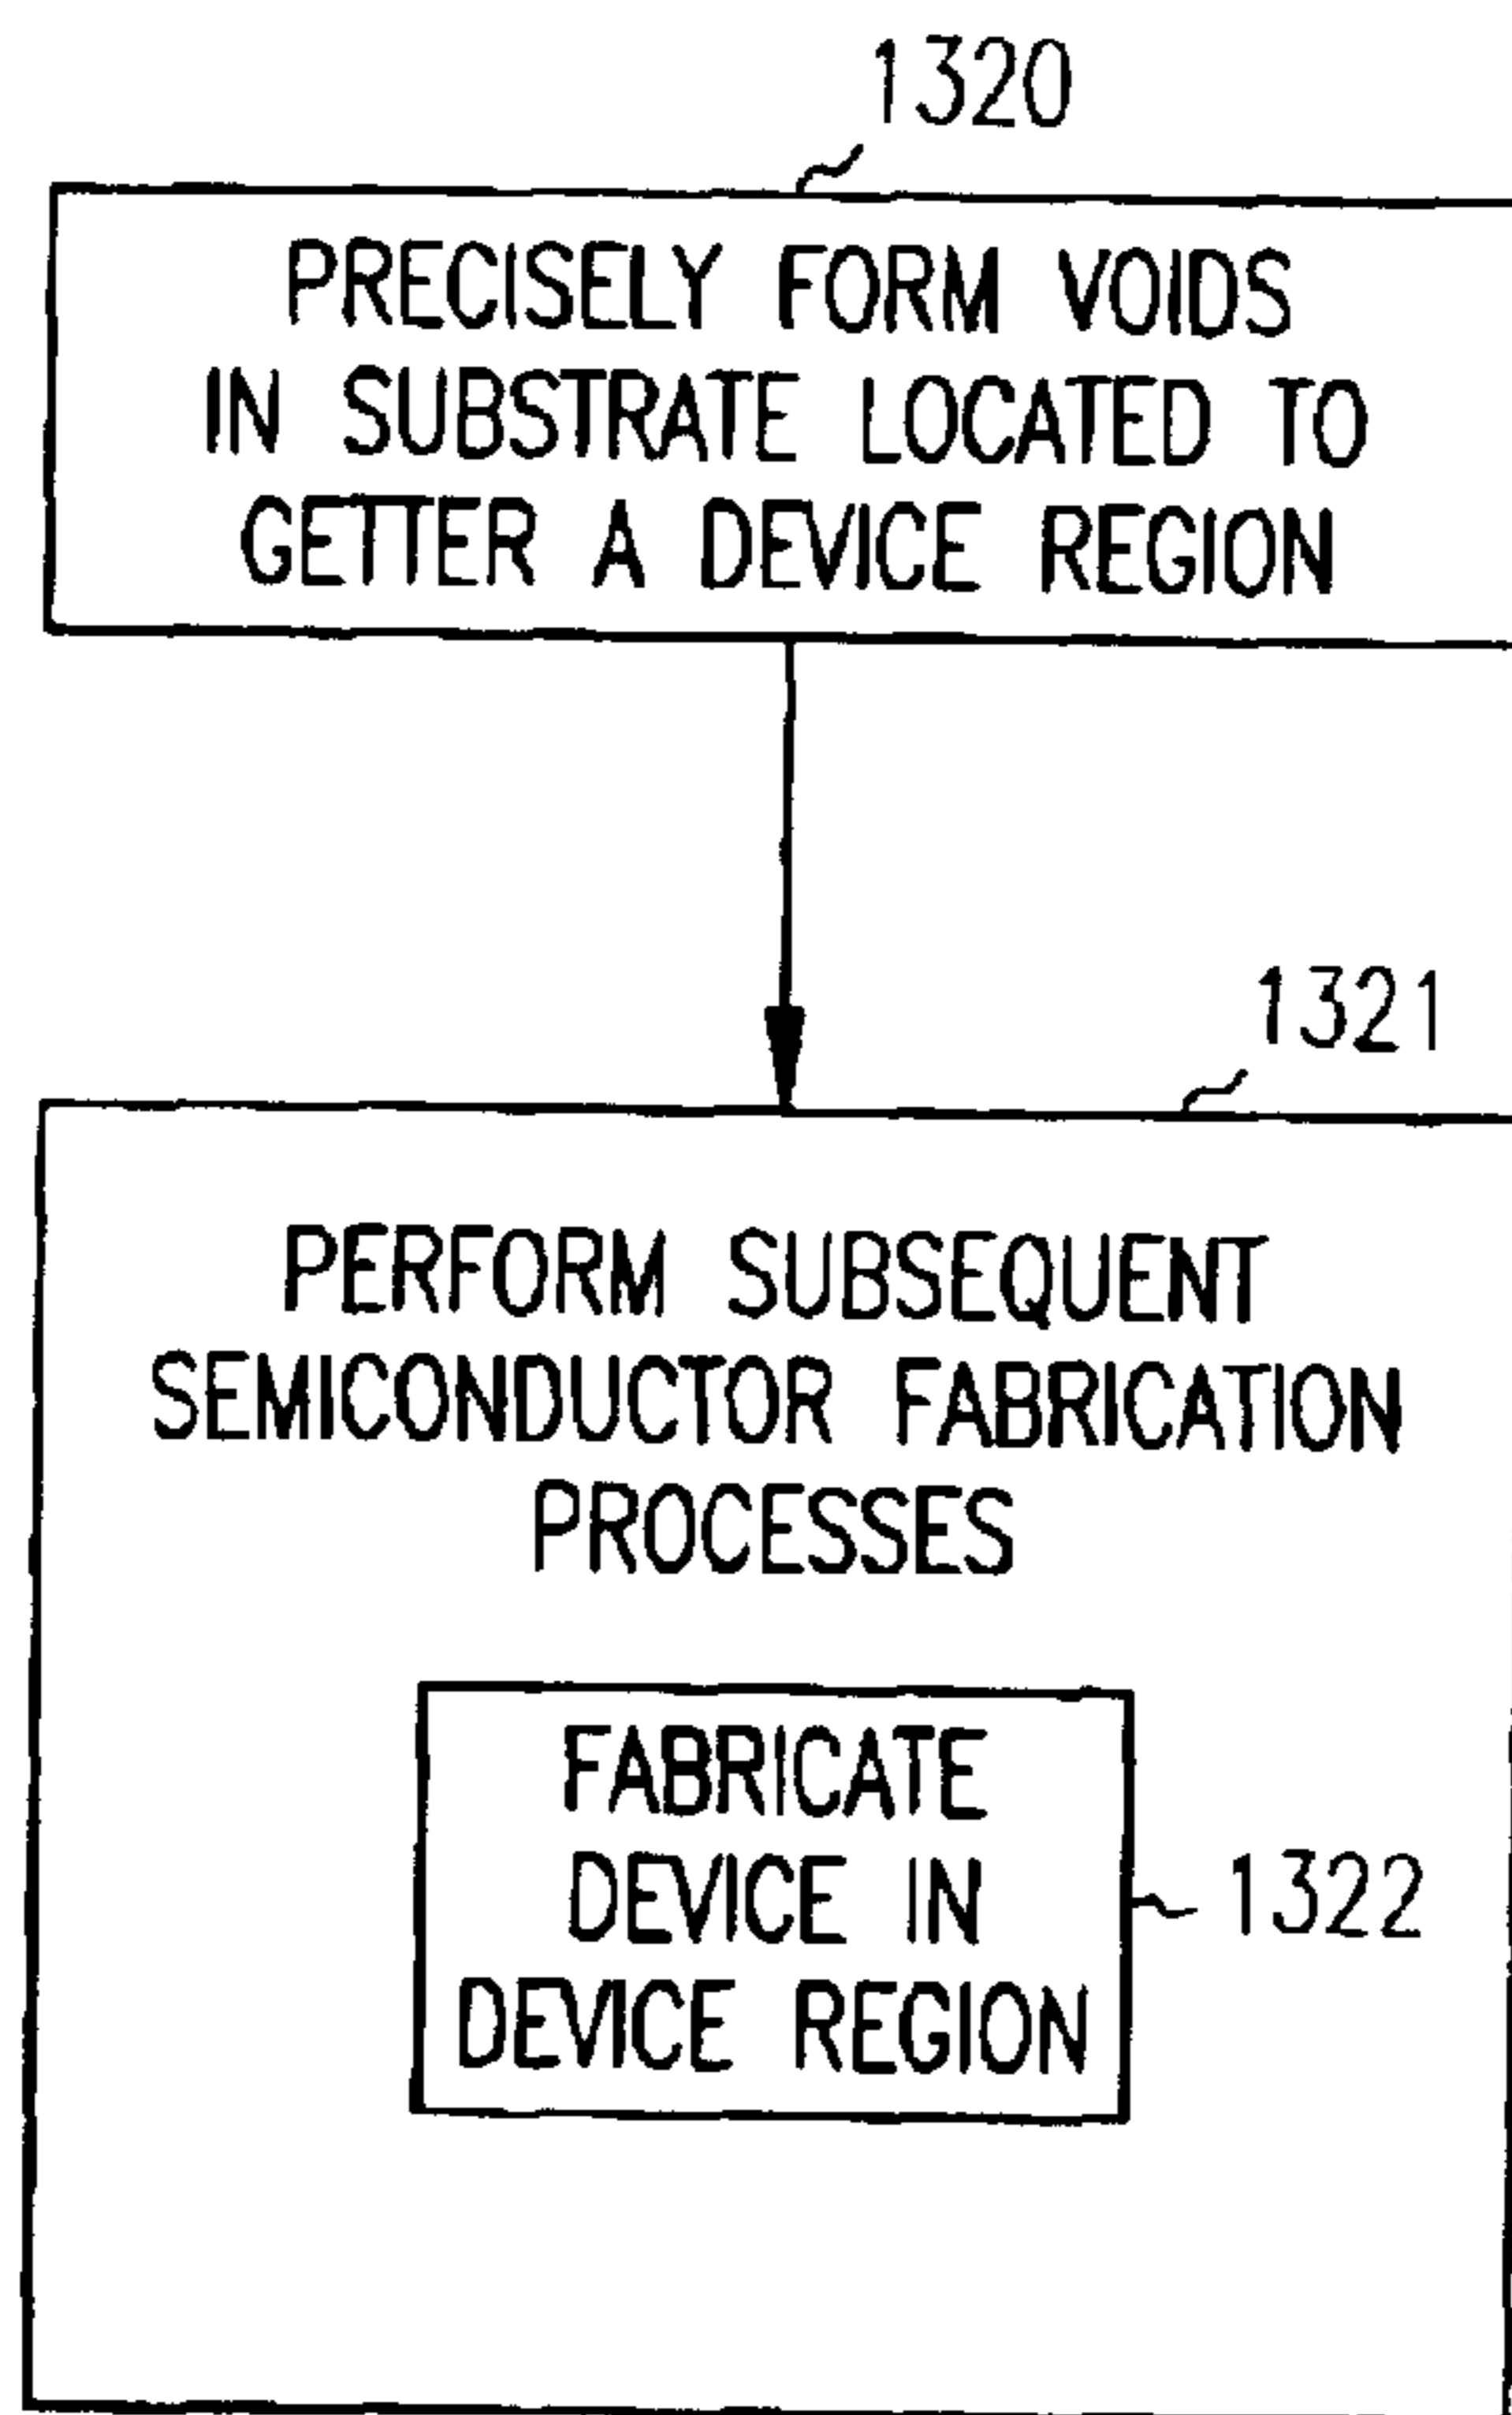 1320
PRECISELY FORM VOIDS
IN SUBSTRATE LOCATED TO
GETTER A DEVICE REGION
1321
PERFORM SUBSEQUENT
SEMICONDUCTOR FABRICATION
PROCESSES
FABRICATE
DEVICE IN
DEVICE REGION
1322